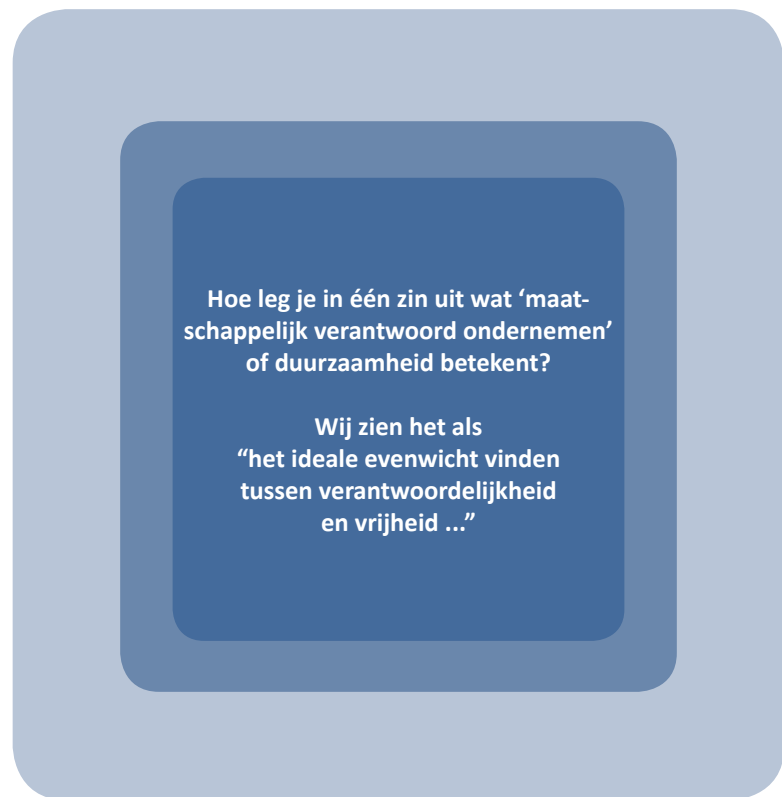 Hoe leg je in één zin uit wat ‘maat-
schappelijk verantwoord ondernemen’
of duurzaamheid betekent?
Wij zien het als
“het ideale evenwicht vinden
tussen verantwoordelijkheid
en vrijheid ...”